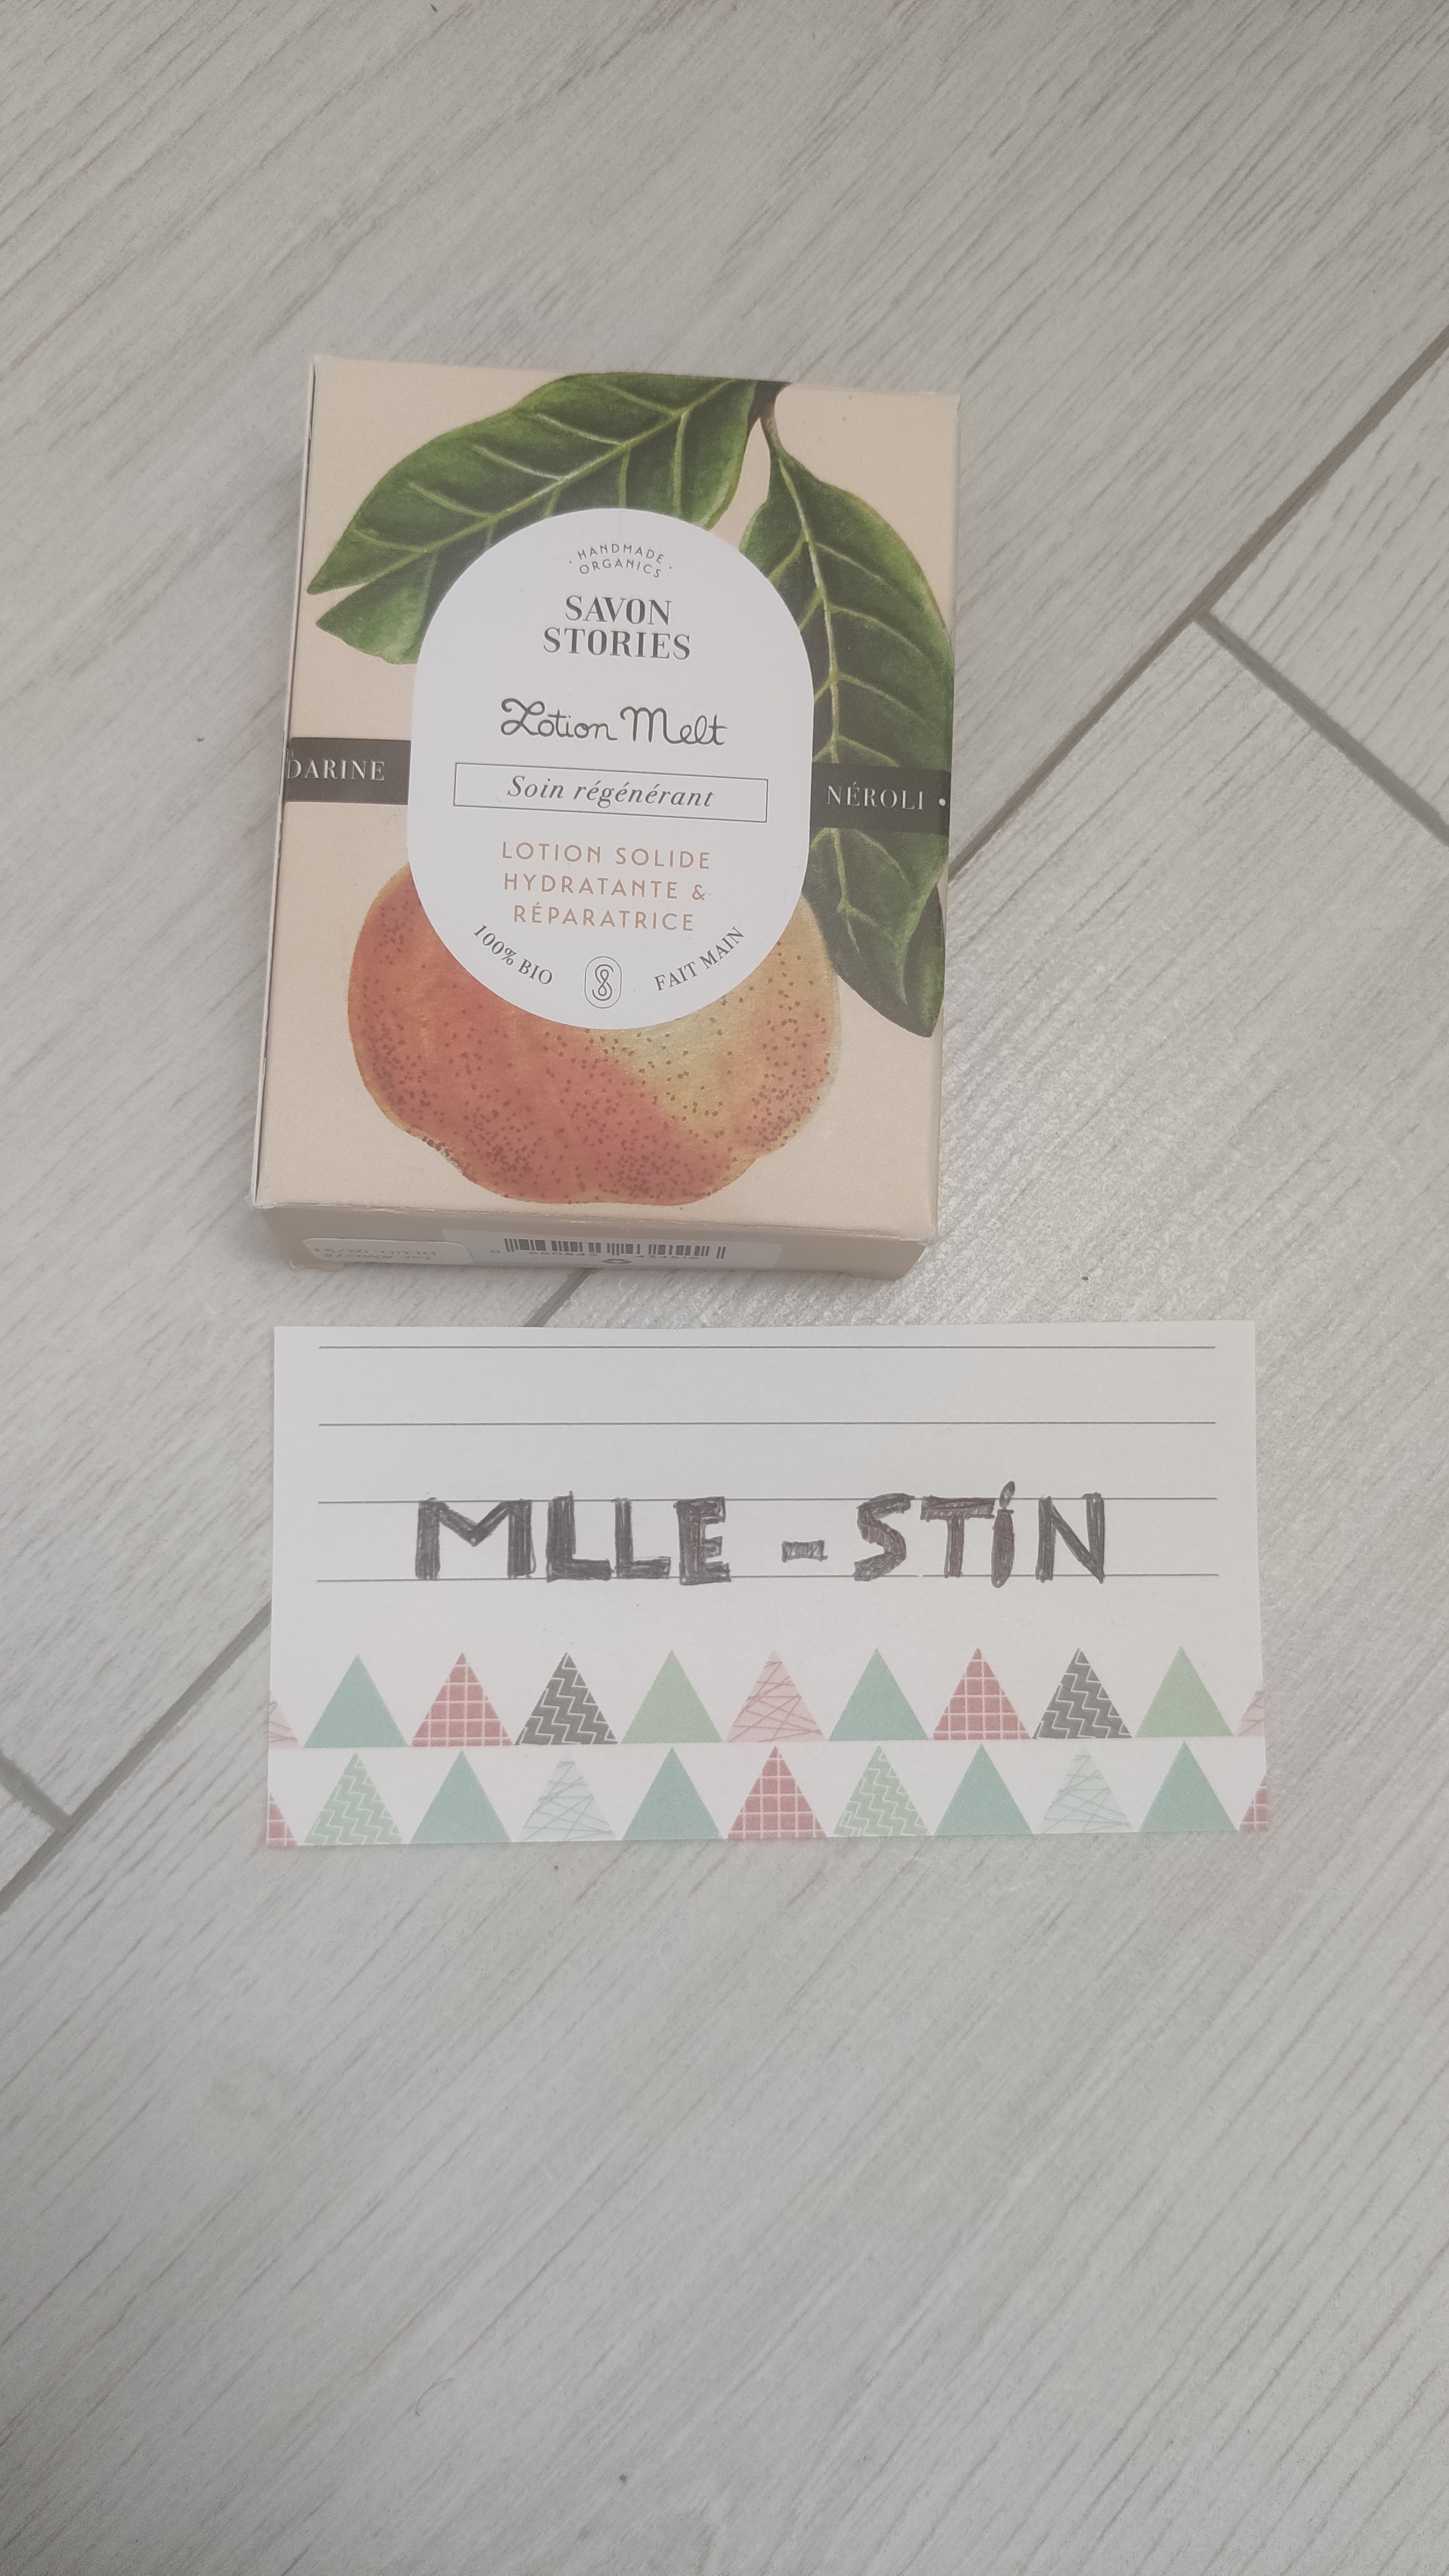 HANDMADE
ORGANICS
SAVON
STORIES
Lotion Melt
DARINE
Soin régénérant
NÉROLI •
LOTION SOLIDE
HYDRATANTE &
RÉPARATRICE
100% BIO
FAIT MAIN
MLLE - STiN